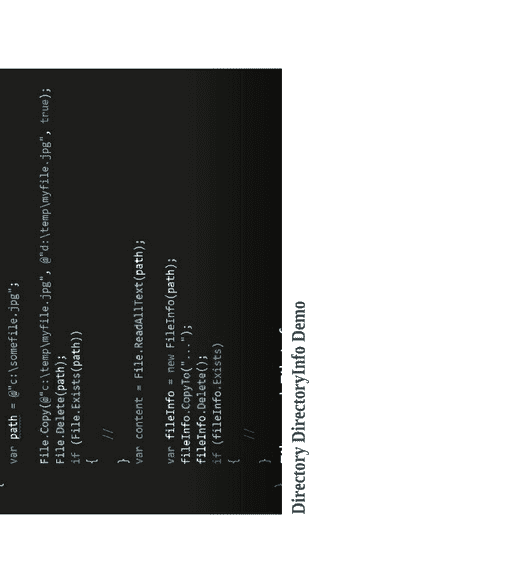 {
var path = @"c:\somefile.jpg";
File.Copy(@"c:\temp\myfile.jpg", @"d:\temp\myfile.jpg", true);
File.Delete(path);
if (File.Exists(path))
{
//
}
var content = File.ReadAllText(path);
var fileInfo = new FileInfo(path);
fileInfo.CopyTo("...");
fileInfo.Delete();
if (fileInfo.Exists)
{
//
}
}
Directory DirectoryInfo Demo